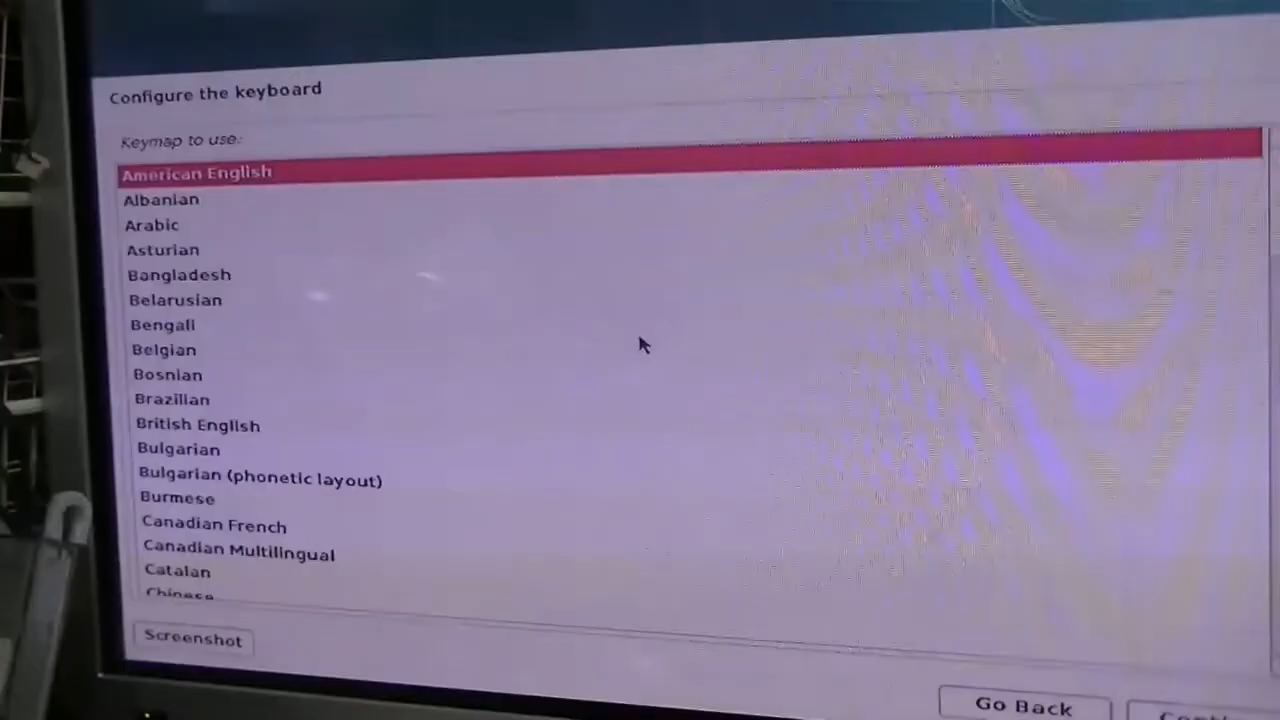 Configure the keyboard
Keymap to use:
American English
Albanian
Arabic
Asturian
Bangladesh
Belarusian
Bengali
Belgian
Bosnian
Brazilian
British English
Bulgarian
Bulgarian (phonetic layout)
Burmese
Canadian French
Canadian Multilingual
Catalan
Chinese
Screenshot
Go Back